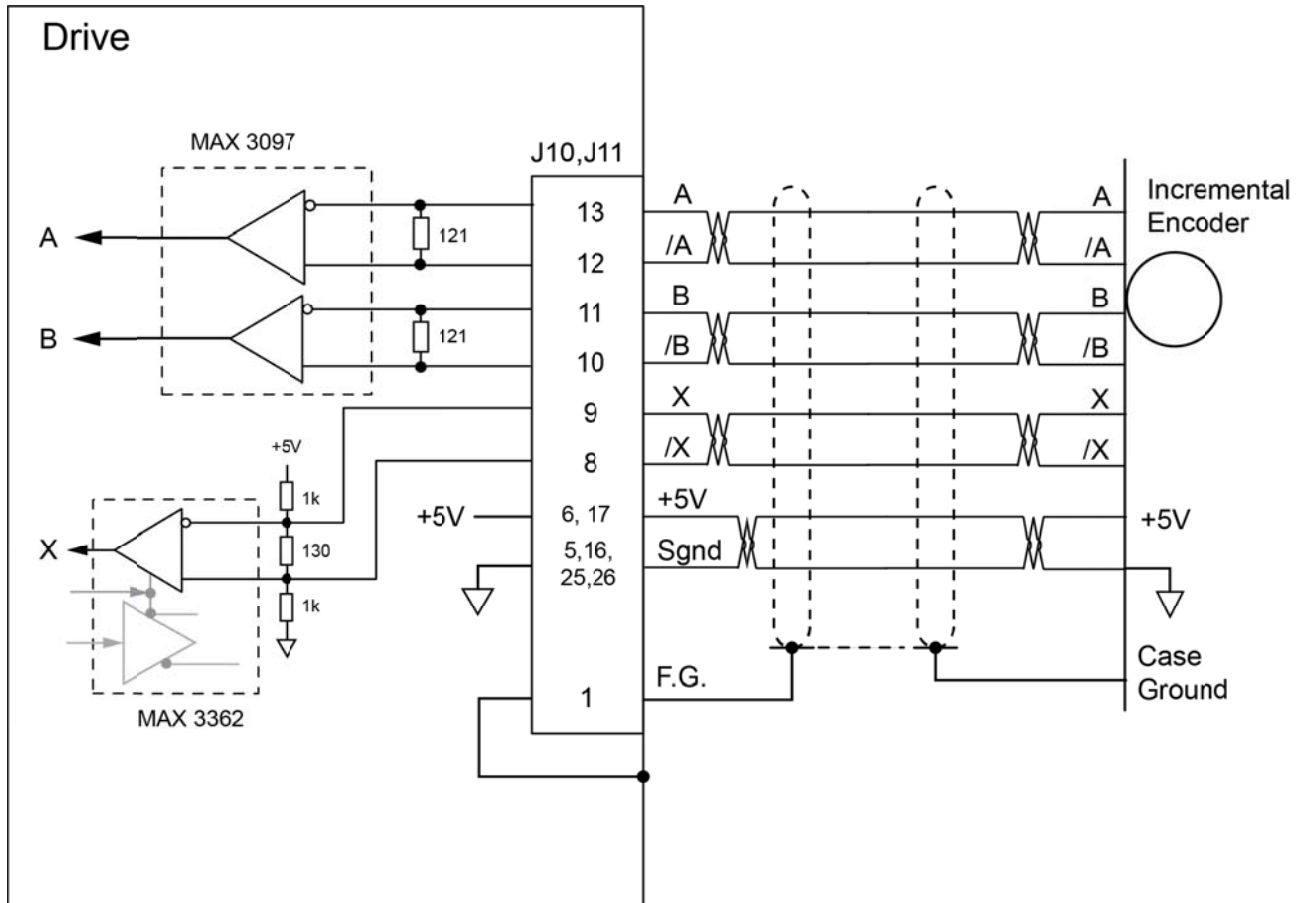 Drive
MAX 3097
J10,J11
A
B
121
121
13
12
11
10
9
8
6, 17
5,16,
25,26
1
A
/A
B
/B
X
/X
+5V
Sgnd
F.G.
A
/A
B
/B
X
/X
+5V
Incremental
Encoder
Case
Ground
+5V
1k
130
1k
X
+5V
MAX 3362